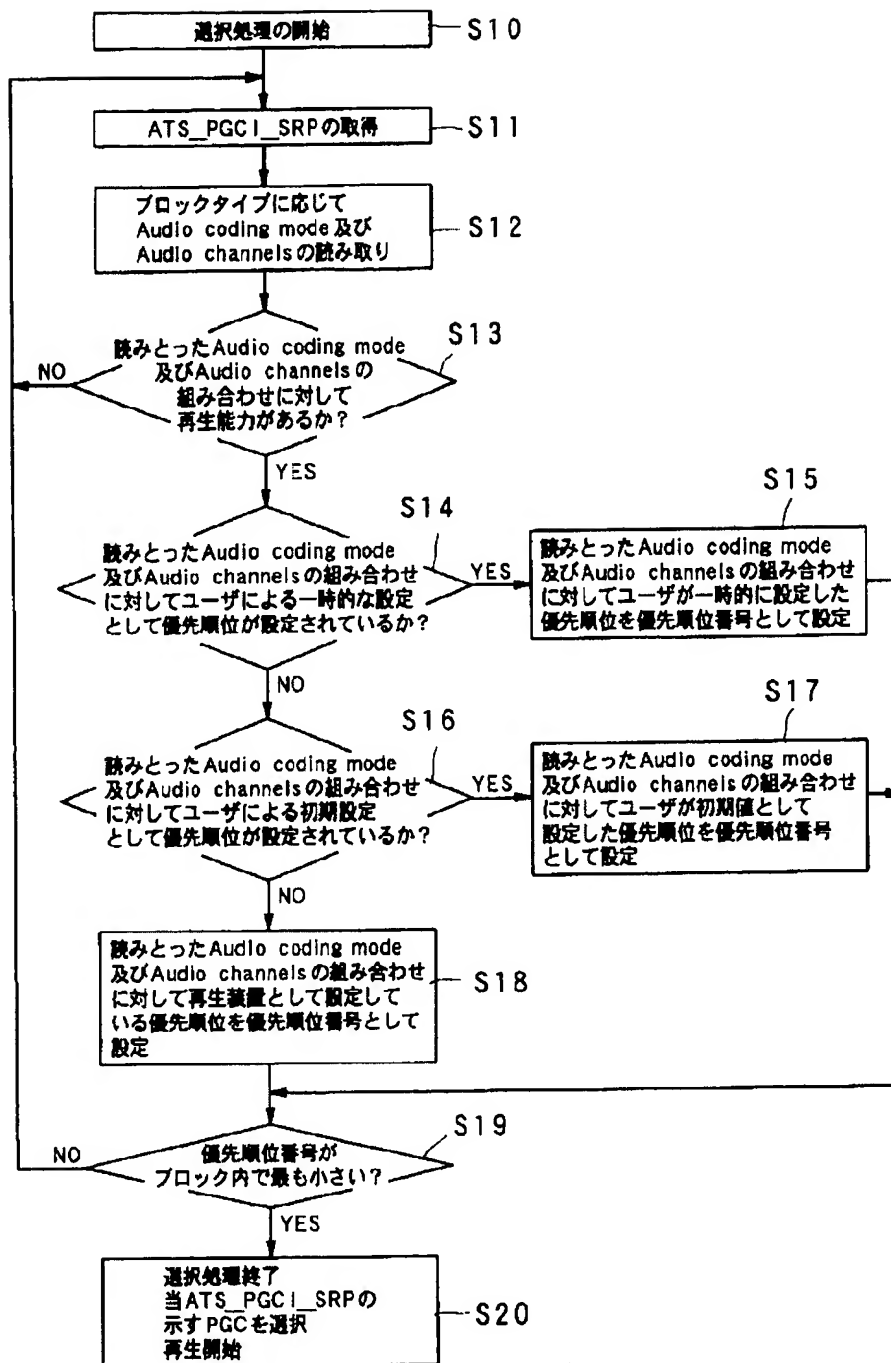 選択処理の開始
S10
ATS_PGCI_SRPの取得
S11
ブロックタイプに応じて
Audio coding mode及び
Audio channelsの読み取り
S12
読みとったAudio coding mode
及びAudio channelsの
組み合わせに対して
再生能力があるか？
S13
NO
YES
S14
読みとったAudio coding mode
及びAudio channelsの組み合わせ
に対してユーザによる一時的な設定
として優先順位が設定されているか？
YES
S15
読みとったAudio coding mode
及びAudio channelsの組み合わせ
に対してユーザが一時的に設定した
優先順位を優先順位番号として設定
NO
S16
読みとったAudio coding mode
及びAudio channelsの組み合わせ
に対してユーザによる初期設定
として優先順位が設定されているか？
YES
S17
読みとったAudio coding mode
及びAudio channelsの組み合わせ
に対してユーザが初期値として
設定した優先順位を優先順位番号
として設定
NO
読みとったAudio coding mode
及びAudio channelsの組み合わせ
に対して再生装置として設定して
いる優先順位を優先順位番号として
設定
S18
S19
NO
優先順位番号が
ブロック内で最も小さい？
YES
選択処理終了
当ATS_PGCI_SRPの
示すPGCを選択
再生開始
S20